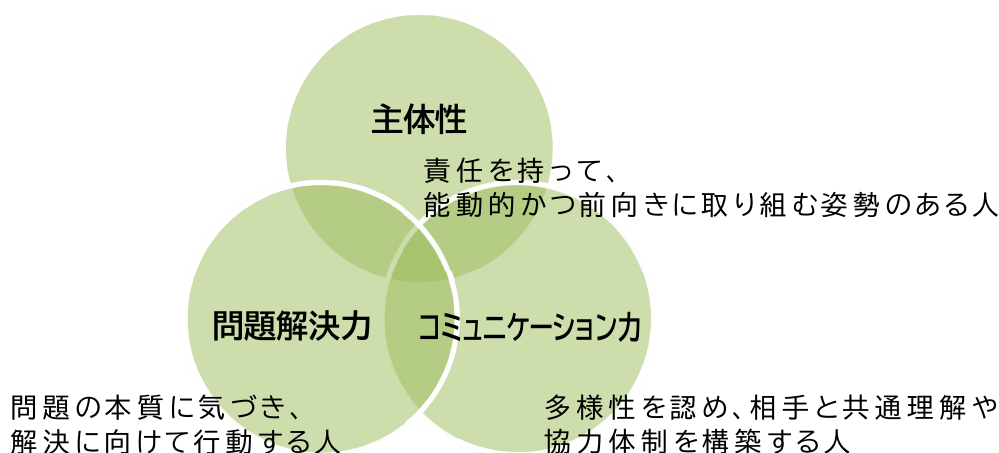 主体性
責任を持って、
能動的かつ前向きに取り組む姿勢のある人
問題解決力
コミュニケーション力
問題の本質に気づき、
解決に向けて行動する人
多様性を認め、相手と共通理解や
協力体制を構築する人